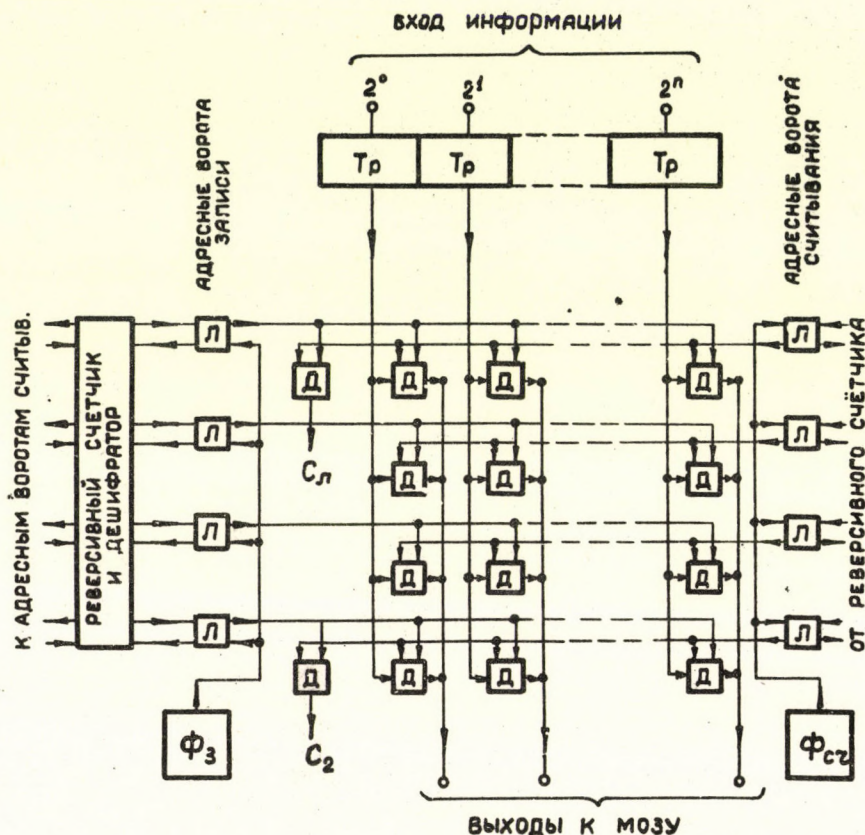 ВХОД ИНФОРМАЦИИ
2⁰ 2¹ 2ⁿ
Тр Тр Тр
АДРЕСНЫЕ ВОРОТА
ЗАПИСИ
АДРЕСНЫЕ ВОРОТА
СЧИТЫВАНИЯ
К АДРЕСНЫМ ВОРОТАМ СЧИТЫВ.
РЕВЕРСИВНЫЙ СЧЕТЧИК
И ДЕШИФРАТОР
ОТ РЕВЕРСИВНОГО СЧЁТЧИКА
Л Л
Д Д Д Д
Сл
Л Л
Д Д Д
Л Л
Д Д Д
Л Л
Д Д Д Д
С2
Фз
Фсч
ВЫХОДЫ К МОЗУ